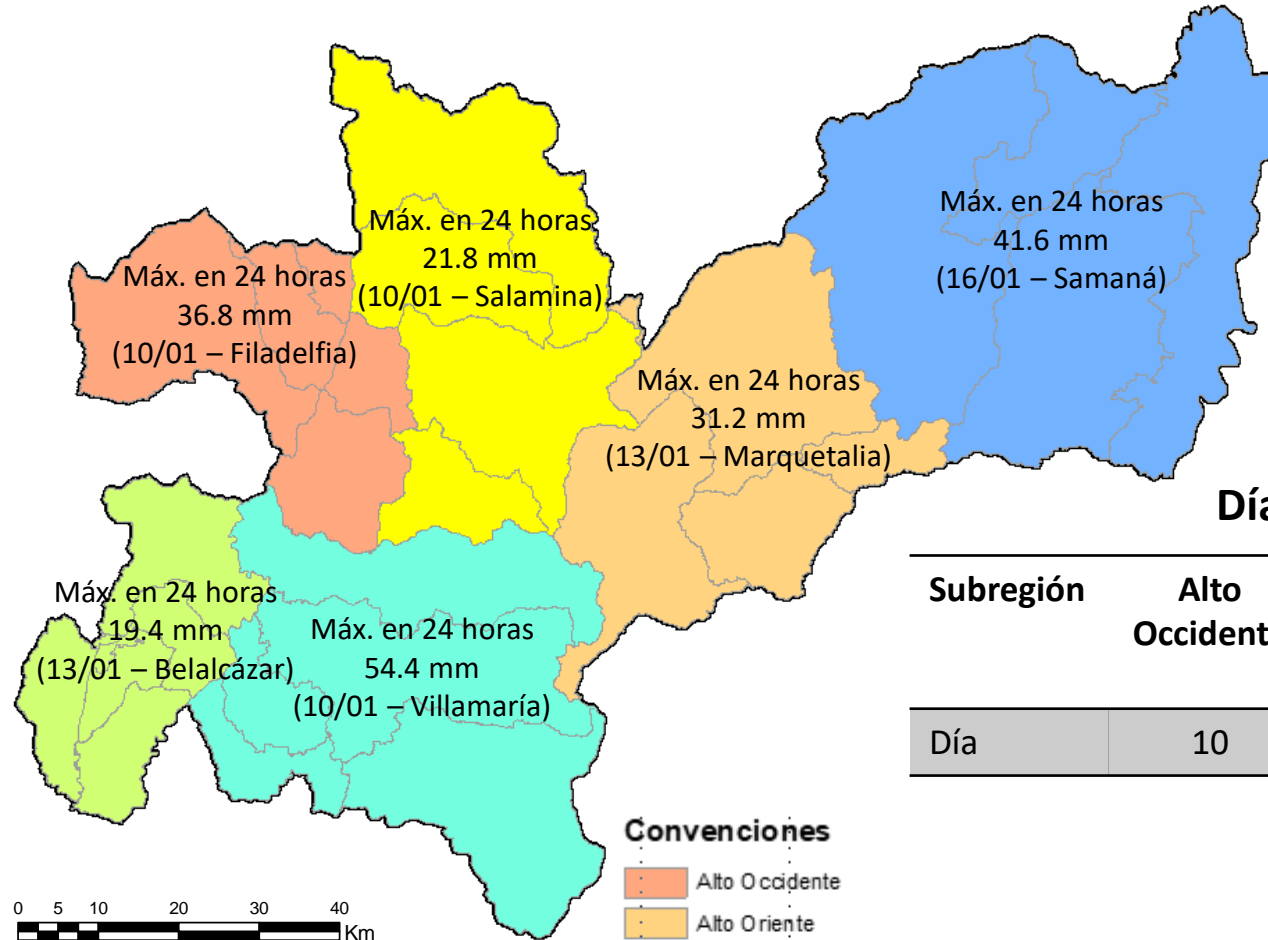 Máx. en 24 horas
21.8 mm
(10/01 – Salamina)
Máx. en 24 horas
41.6 mm
(16/01 – Samaná)
Máx. en 24 horas
36.8 mm
(10/01 – Filadelfia)
Máx. en 24 horas
31.2 mm
(13/01 – Marquetalia)
Máx. en 24 horas
19.4 mm
(13/01 – Belalcázar)
Máx. en 24 horas
54.4 mm
(10/01 – Villamaría)
Día
Subregión Alto
Occident
Día 10
Convenciones
Alto Occidente
Alto Oriente
0 5 10 20 30 40
Km